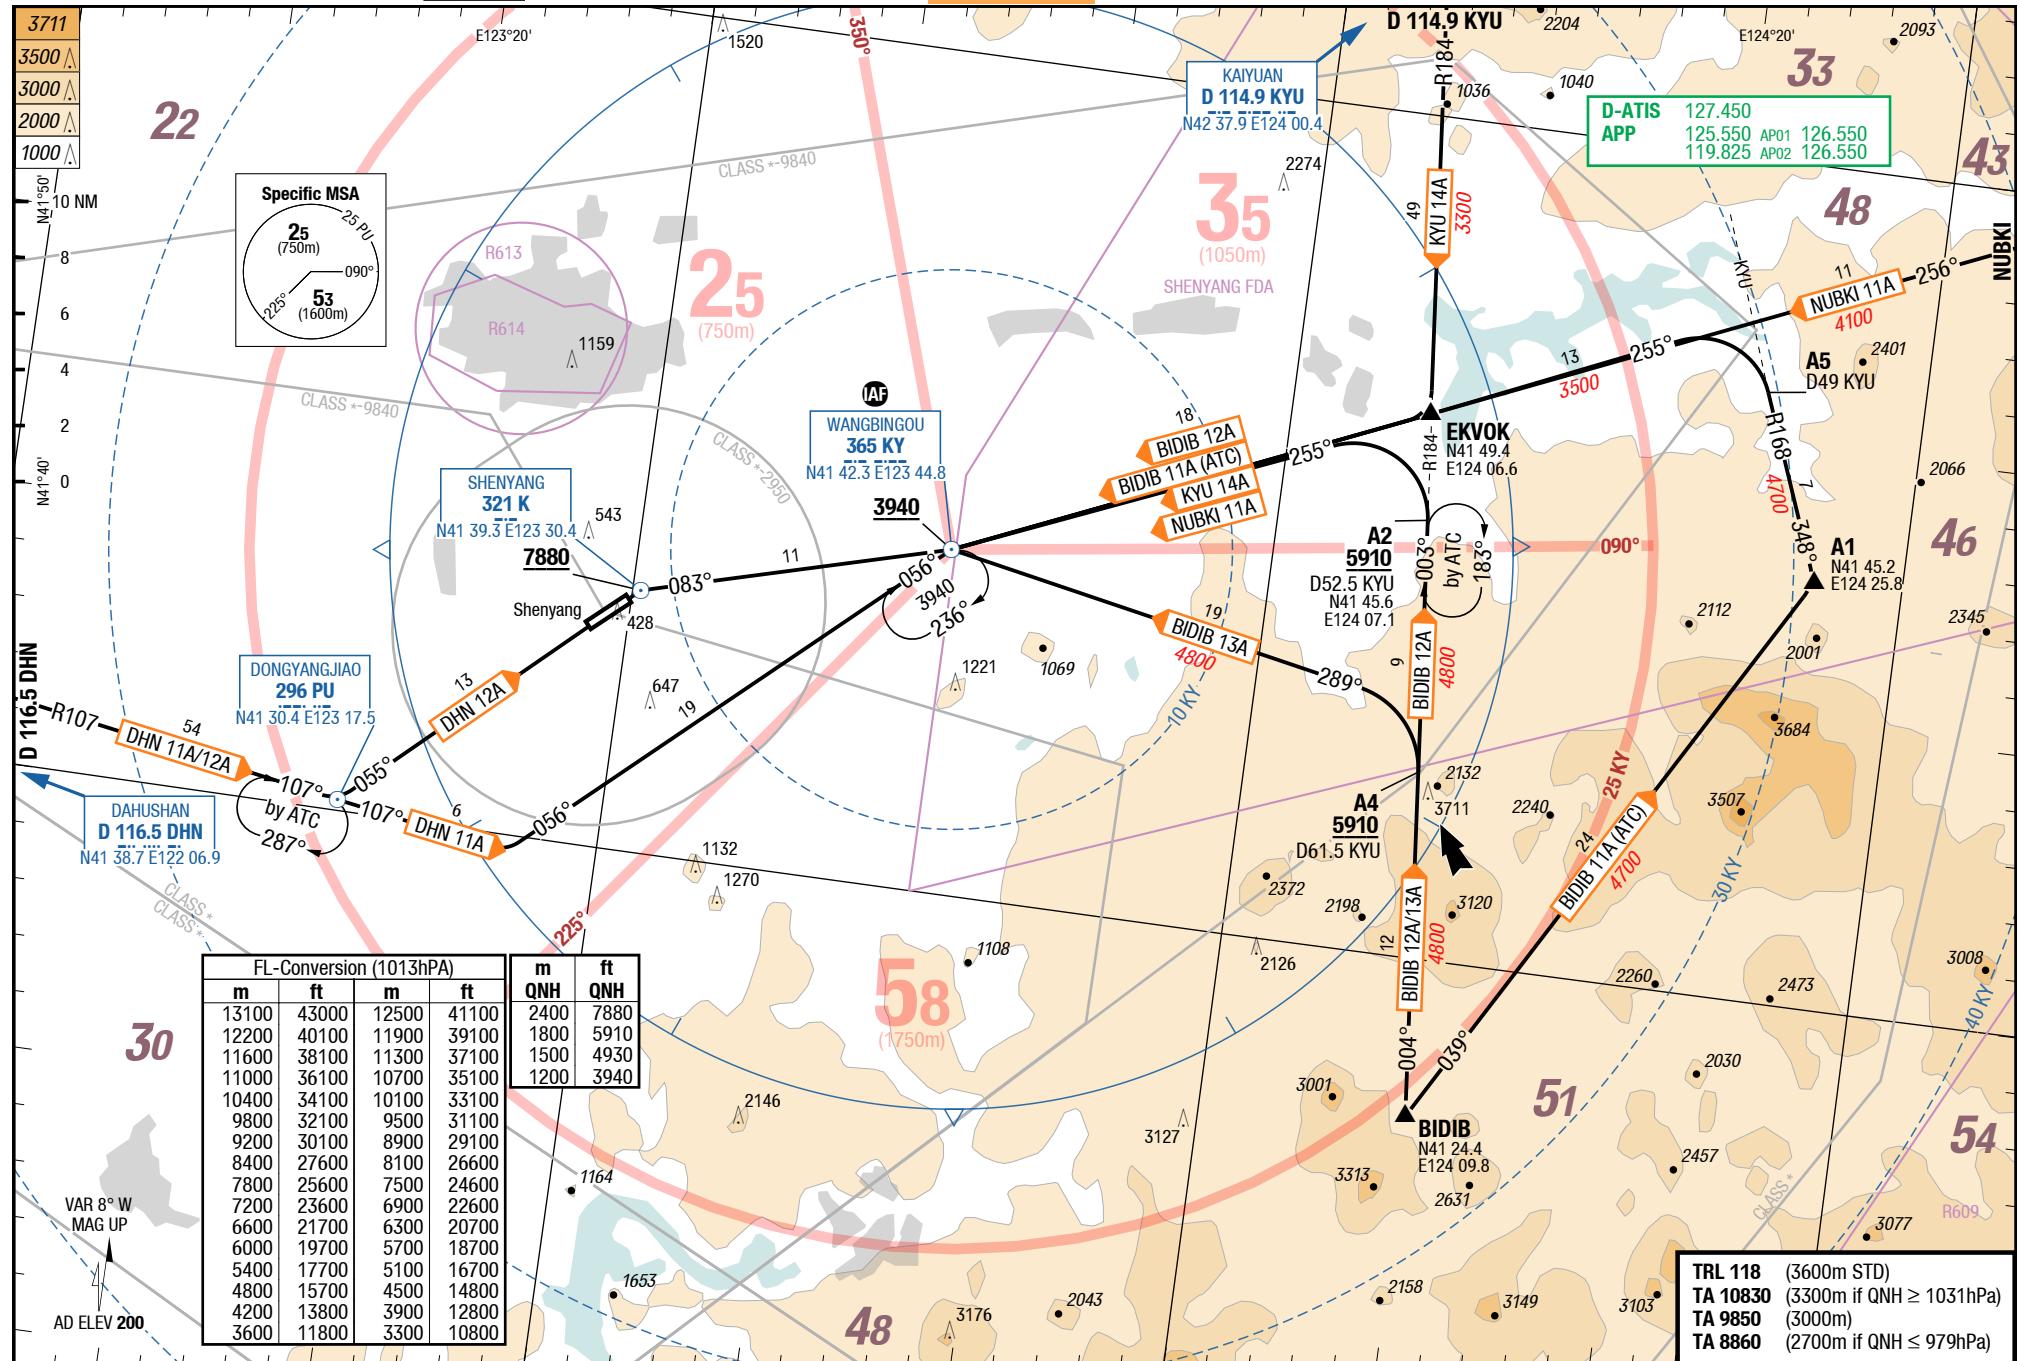 3711
3500
3000
2000
1000
N41°50'
10 NM
8
6
4
2
0
N41°40'
22
E123°20'
1520
350°
D 114.9 KYU
R184
2204
E124°20'
2093
33
KAIYUAN
D 114.9 KYU
N42 37.9 E124 00.4
1036
1040
D-ATIS 127.450
APP 125.550 AP01 126.550
119.825 AP02 126.550
43
Specific MSA
25
(750m)
25 PU
090°
225°
53
(1600m)
CLASS *-9840
R613
R614
1159
25
(750m)
2274
35
(1050m)
SHENYANG FDA
49
KYU 14A
3300
48
KYU
NUBKI
11
NUBKI 11A
256°
4100
2401
13
255°
3500
A5
D49 KYU
CLASS *-9840
CLASS *-2950
IAF
WANGBINGOU
365 KY
N41 42.3 E123 44.8
3940
18
BIDIB 12A
BIDIB 11A (ATC)
KYU 14A
NUBKI 11A
255°
R184
EKVOK
N41 49.4
E124 06.6
R168
7
4700
348°
2066
46
SHENYANG
321 K
N41 39.3 E123 30.4
7880
543
Shenyang
428
083°
11
056°
3940
236°
A2
5910
D52.5 KYU
N41 45.6
E124 07.1
003°
by ATC
183°
090°
A1
N41 45.2
E124 25.8
2112
2001
2345
D 116.5 DHN
R107
54
DHN 11A/12A
DONGYANGJIAO
296 PU
N41 30.4 E123 17.5
13
DHN 12A
055°
107°
by ATC
287°
107°
6
DHN 11A
056°
19
647
1221
1069
19
BIDIB 13A
4800
289°
10 KY
9
BIDIB 12A
4800
25 KY
3684
3507
DAHUSHAN
D 116.5 DHN
N41 38.7 E122 06.9
CLASS *
CLASS *
1132
1270
A4
5910
D61.5 KYU
2132
3711
2240
24
BIDIB 11A (ATC)
4700
30 KY
2372
2198
3120
12
BIDIB 12A/13A
4800
225°
1108
2126
2260
2473
3008
40 KY
58
(1750m)
30
FL-Conversion (1013hPA)
m ft m ft
13100 43000 12500 41100
12200 40100 11900 39100
11600 38100 11300 37100
11000 36100 10700 35100
10400 34100 10100 33100
9800 32100 9500 31100
9200 30100 8900 29100
8400 27600 8100 26600
7800 25600 7500 24600
7200 23600 6900 22600
6600 21700 6300 20700
6000 19700 5700 18700
5400 17700 5100 16700
4800 15700 4500 14800
4200 13800 3900 12800
3600 11800 3300 10800
m ft
QNH QNH
2400 7880
1800 5910
1500 4930
1200 3940
004°
039°
2030
3001
BIDIB
N41 24.4
E124 09.8
51
54
2146
3127
3313
2631
2457
CLASS *
R609
3077
1164
VAR 8° W
MAG UP
AD ELEV 200
1653
48
3176
2043
2158
3149
3103
TRL 118 (3600m STD)
TA 10830 (3300m if QNH ≥ 1031hPa)
TA 9850 (3000m)
TA 8860 (2700m if QNH ≤ 979hPa)